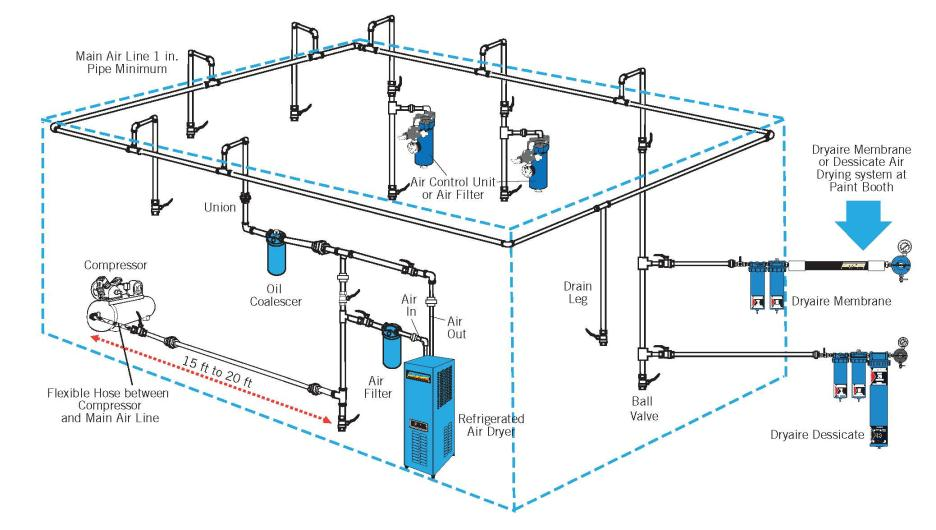 Main Air Line 1 in.
Pipe Minimum
Dryaire Membrane
or Dessicate Air
Drying system at
Paint Booth
Air Control Unit
or Air Filter
Union
Compressor
Oil
Coalescer
Air
In
Air
Out
Drain
Leg
Dryaire Membrane
15 ft to 20 ft
Air
Filter
Flexible Hose between
Compressor
and Main Air Line
Refrigerated
Air Dryer
Ball
Valve
Dryaire Dessicate